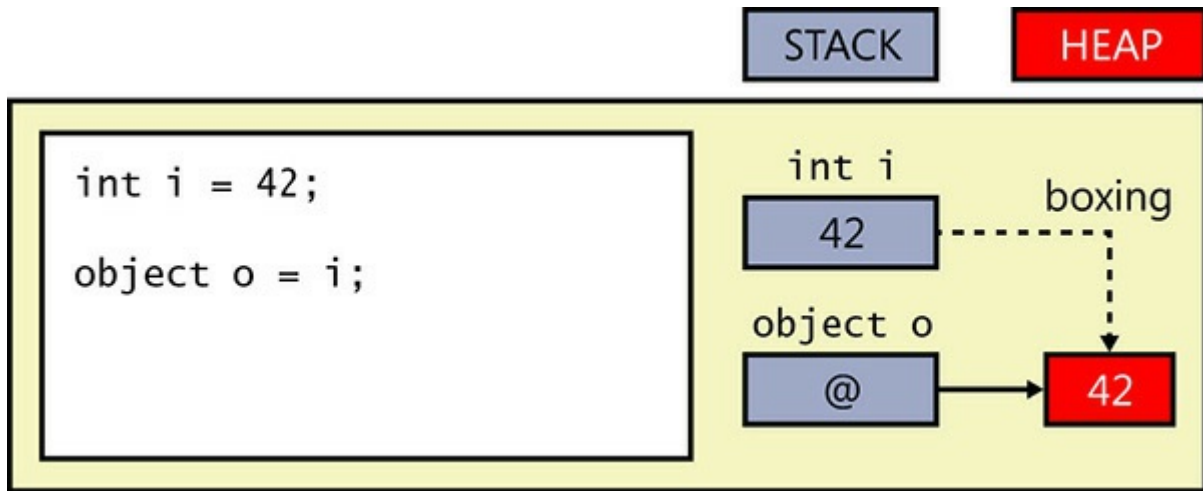 STACK HEAP
int i = 42;
object o = i;
int i
42
boxing
object o
@
42